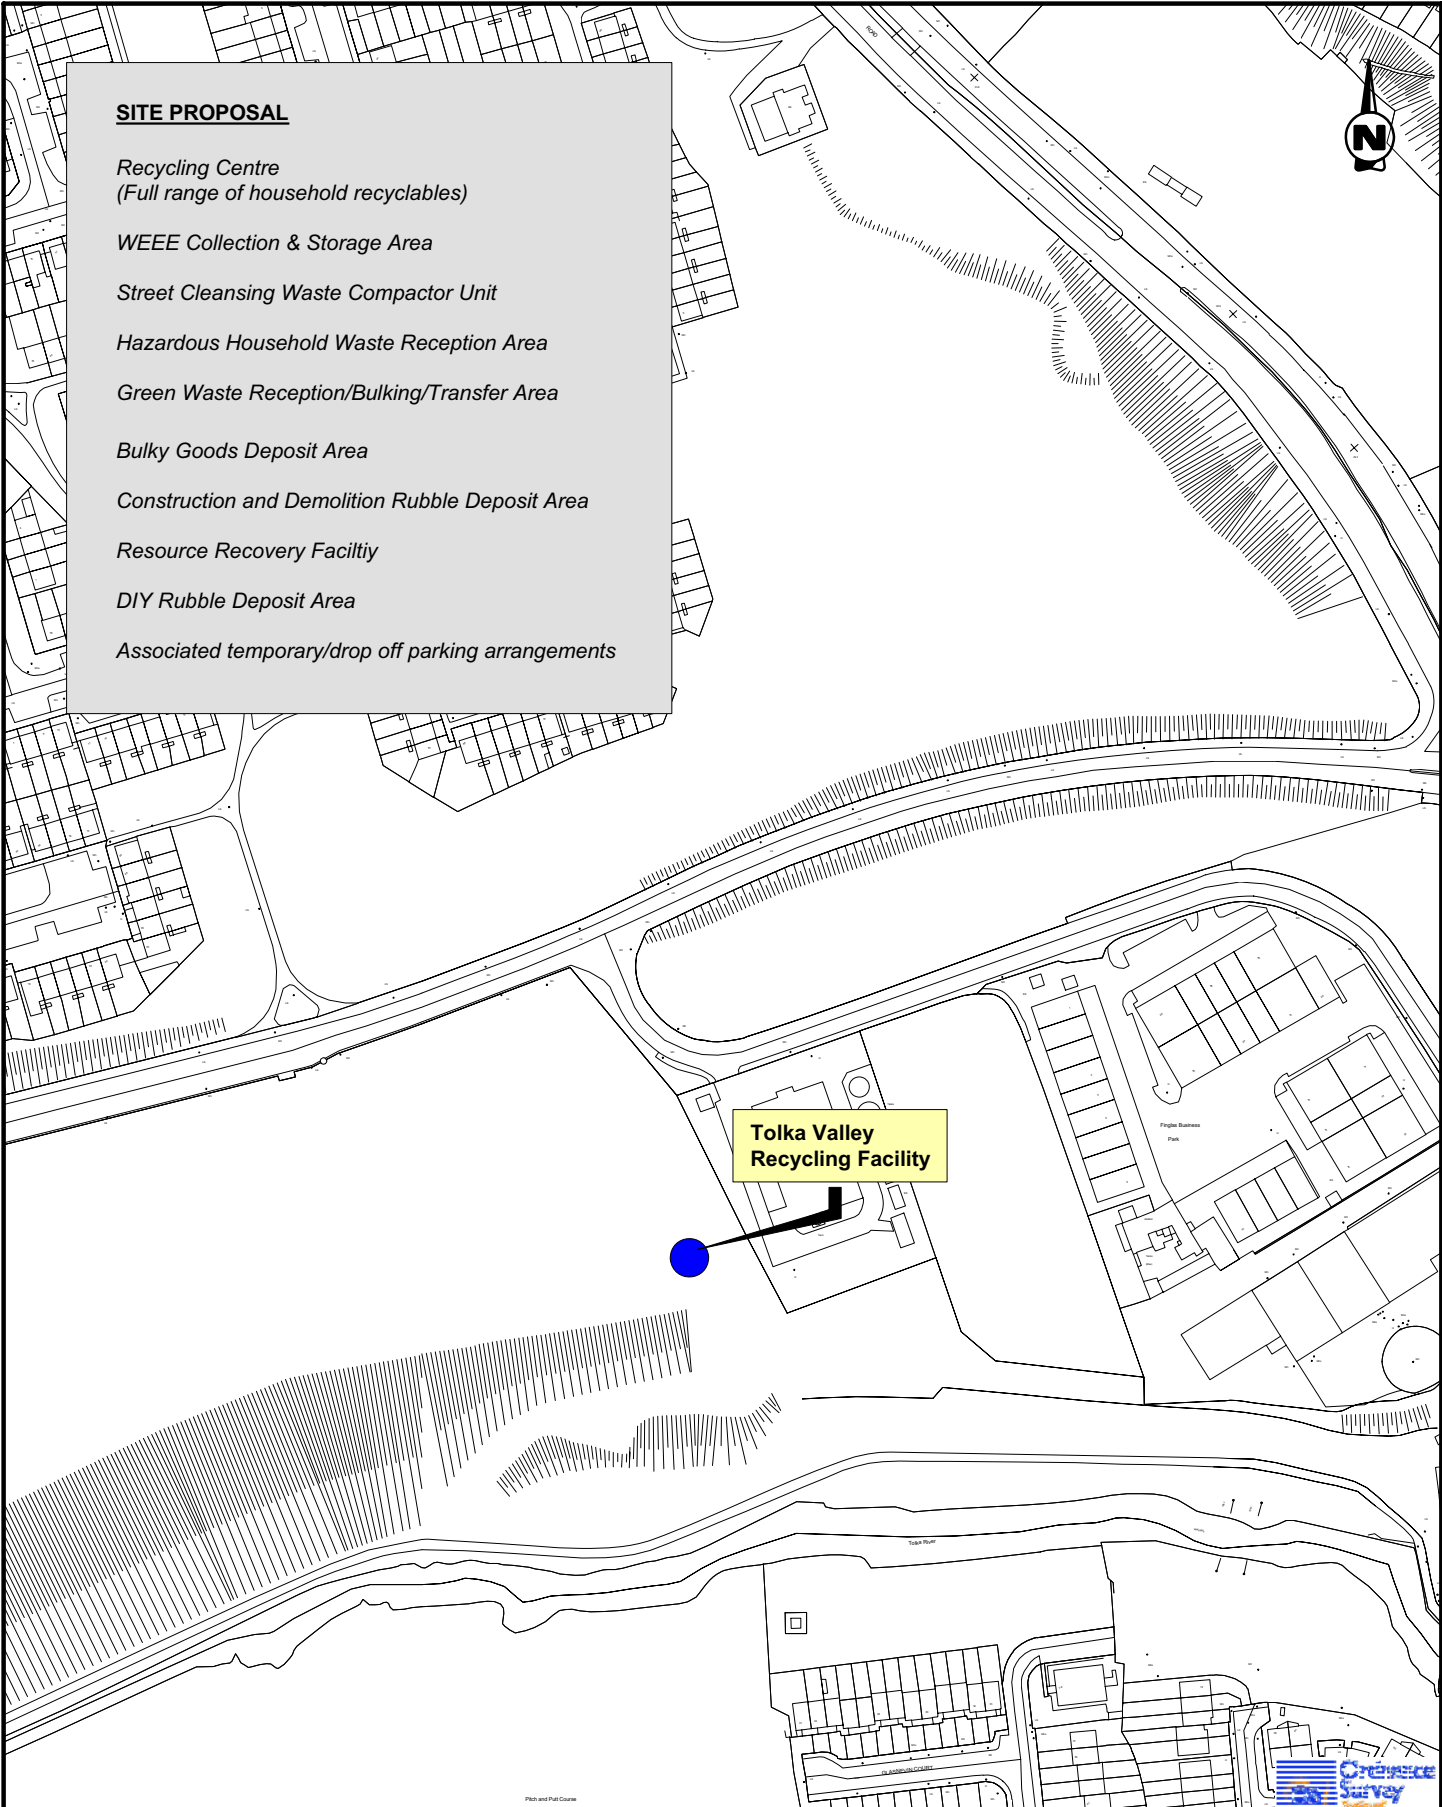 ROAD
SITE PROPOSAL
N
Recycling Centre
(Full range of household recyclables)
WEEE Collection & Storage Area
Street Cleansing Waste Compactor Unit
Hazardous Household Waste Reception Area
Green Waste Reception/Bulking/Transfer Area
Bulky Goods Deposit Area
Construction and Demolition Rubble Deposit Area
Resource Recovery Faciltiy
DIY Rubble Deposit Area
Associated temporary/drop off parking arrangements
Tolka Valley
Recycling Facility
Finglas Business
Park
Tolka River
GLASNEVIN COURT
Pitch and Putt Course
Ordnance
Survey